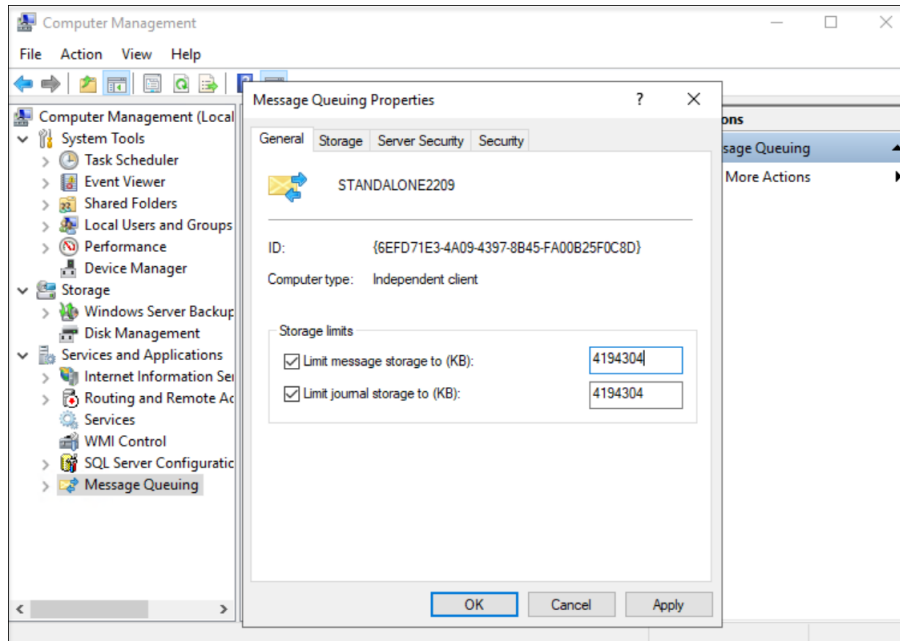 Computer Management
File Action View Help
Computer Management (Local
System Tools
Task Scheduler
Event Viewer
Shared Folders
Local Users and Groups
Performance
Device Manager
Storage
Windows Server Backup
Disk Management
Services and Applications
Internet Information Ser
Routing and Remote Ac
Services
WMI Control
SQL Server Configuratic
Message Queuing
Message Queuing Properties
?
General Storage Server Security Security
STANDALONE2209
ID: {6EFD71E3-4A09-4397-8B45-FA00B25F0C8D}
Computer type: Independent client
Storage limits
Limit message storage to (KB): 4194304
Limit journal storage to (KB): 4194304
OK Cancel Apply
ons
sage Queuing
More Actions